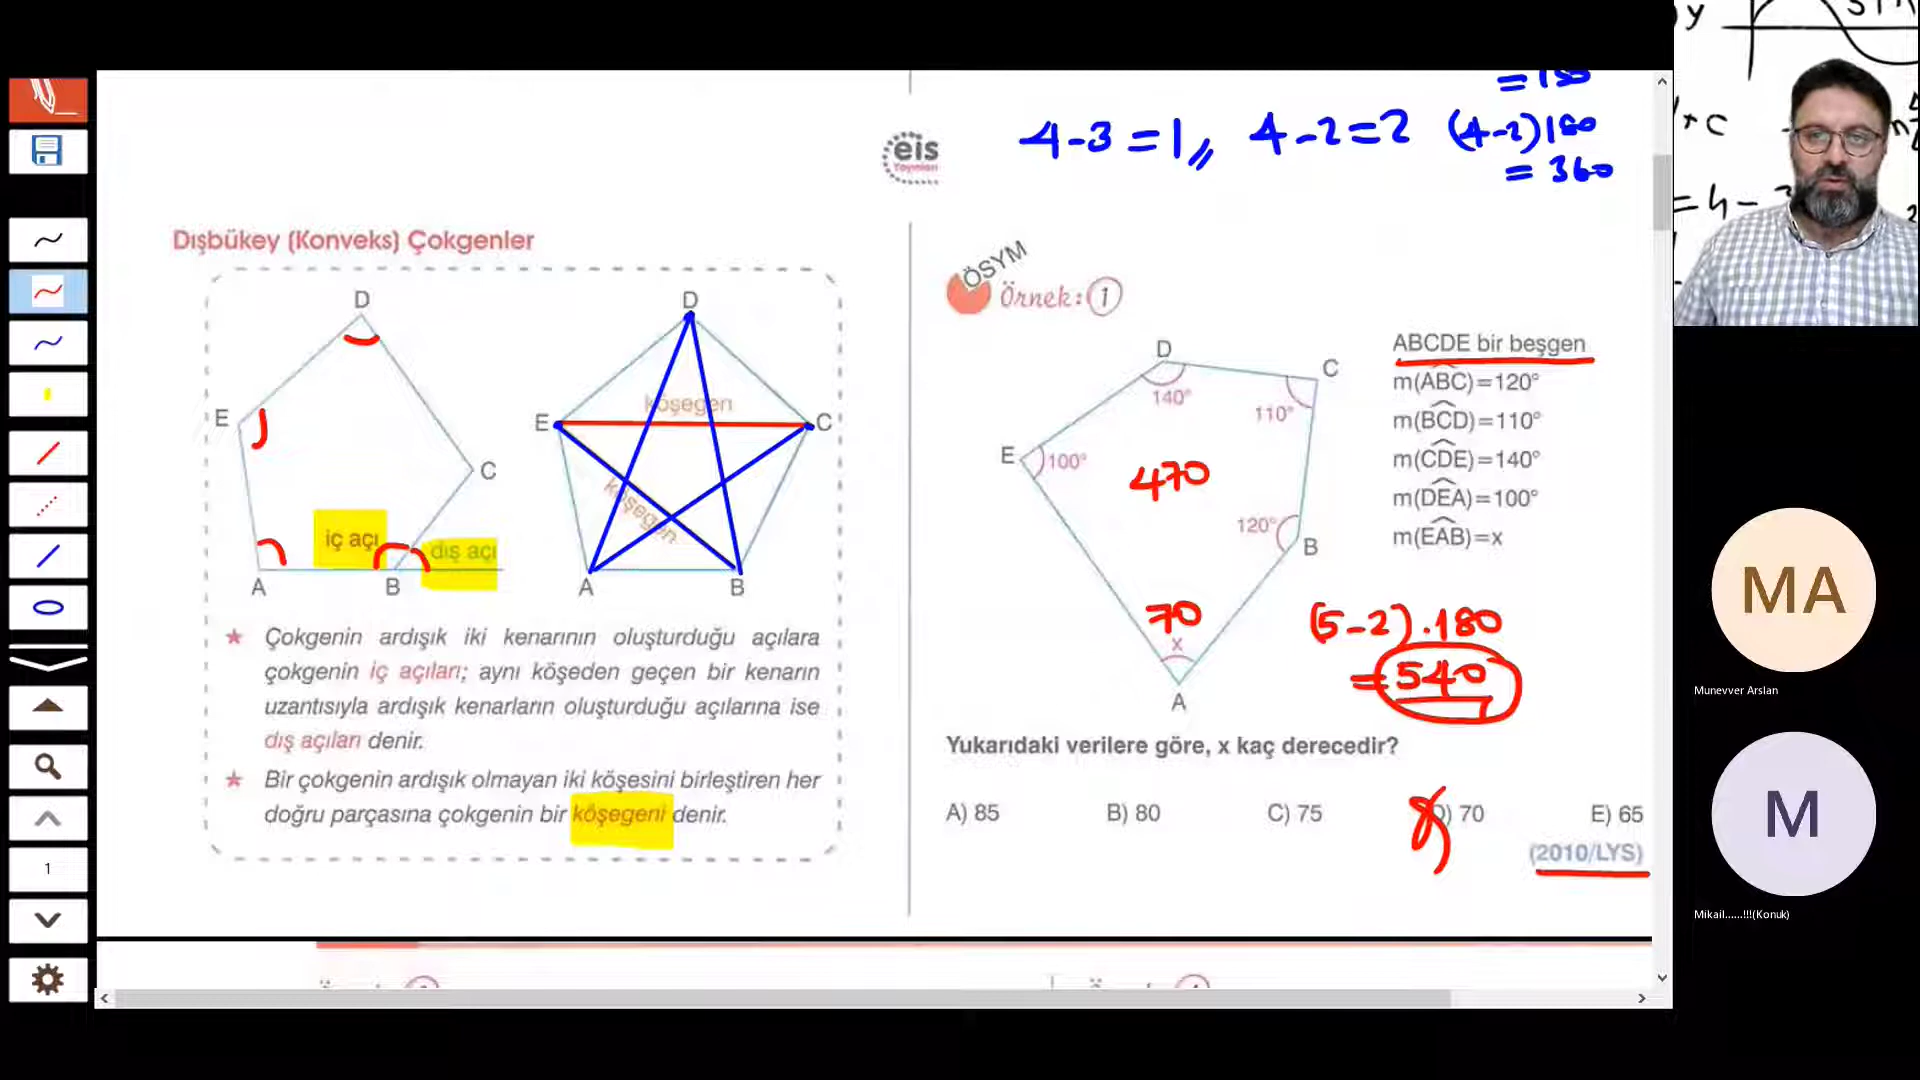 = 180
4-3=1,, 4-2=2 (4-2)180
= 360
eis
Yayınları
Dışbükey (Konveks) Çokgenler
D
E
C
iç açı
dış açı
A
B
D
köşegen
E
C
köşegen
A
B
★ Çokgenin ardışık iki kenarının oluşturduğu açılara
çokgenin iç açıları; aynı köşeden geçen bir kenarın
uzantısıyla ardışık kenarların oluşturduğu açılarına ise
dış açıları denir.
★ Bir çokgenin ardışık olmayan iki köşesini birleştiren her
doğru parçasına çokgenin bir köşegeni denir.
ÖSYM
Örnek: 1
D
C
140°
110°
E
100°
470
120°
B
70
x
A
ABCDE bir beşgen
m(ABC)=120°
m(BCD)=110°
m(CDE)=140°
m(DEA)=100°
m(EAB)=x
(5-2).180
=540
Yukarıdaki verilere göre, x kaç derecedir?
A) 85 B) 80 C) 75 D) 70 E) 65
(2010/LYS)
1
y
+ c
= h -
MA
Munevver Arslan
M
Mikail......!!!(Konuk)